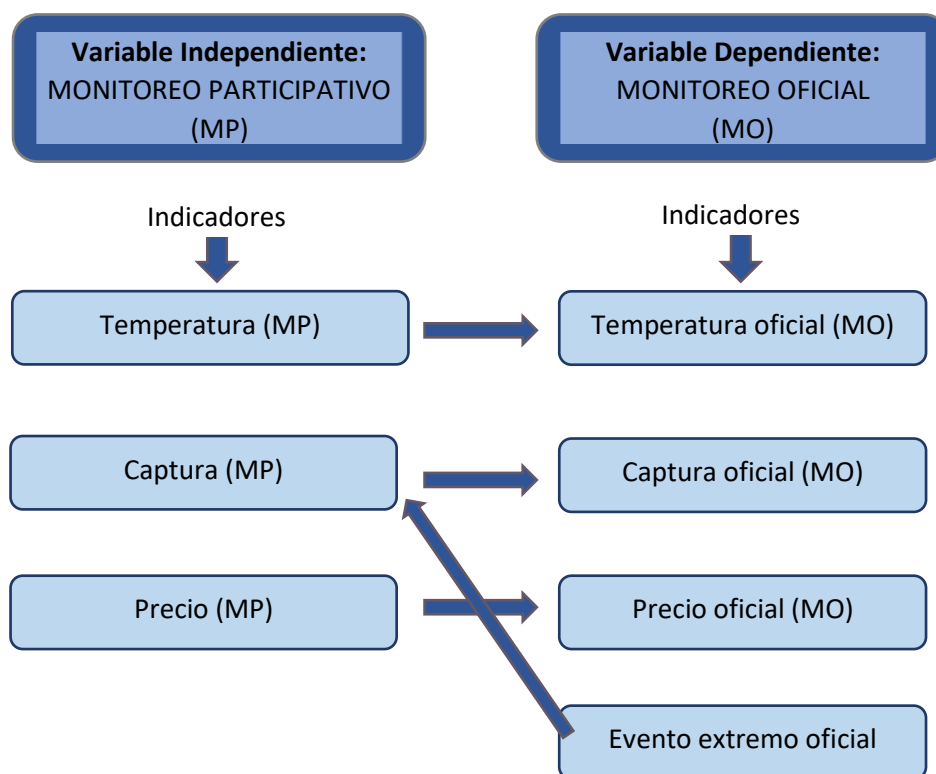 Variable Independiente:
MONITOREO PARTICIPATIVO
(MP)
Variable Dependiente:
MONITOREO OFICIAL
(MO)
Indicadores
Indicadores
Temperatura (MP)
Temperatura oficial (MO)
Captura (MP)
Captura oficial (MO)
Precio (MP)
Precio oficial (MO)
Evento extremo oficial